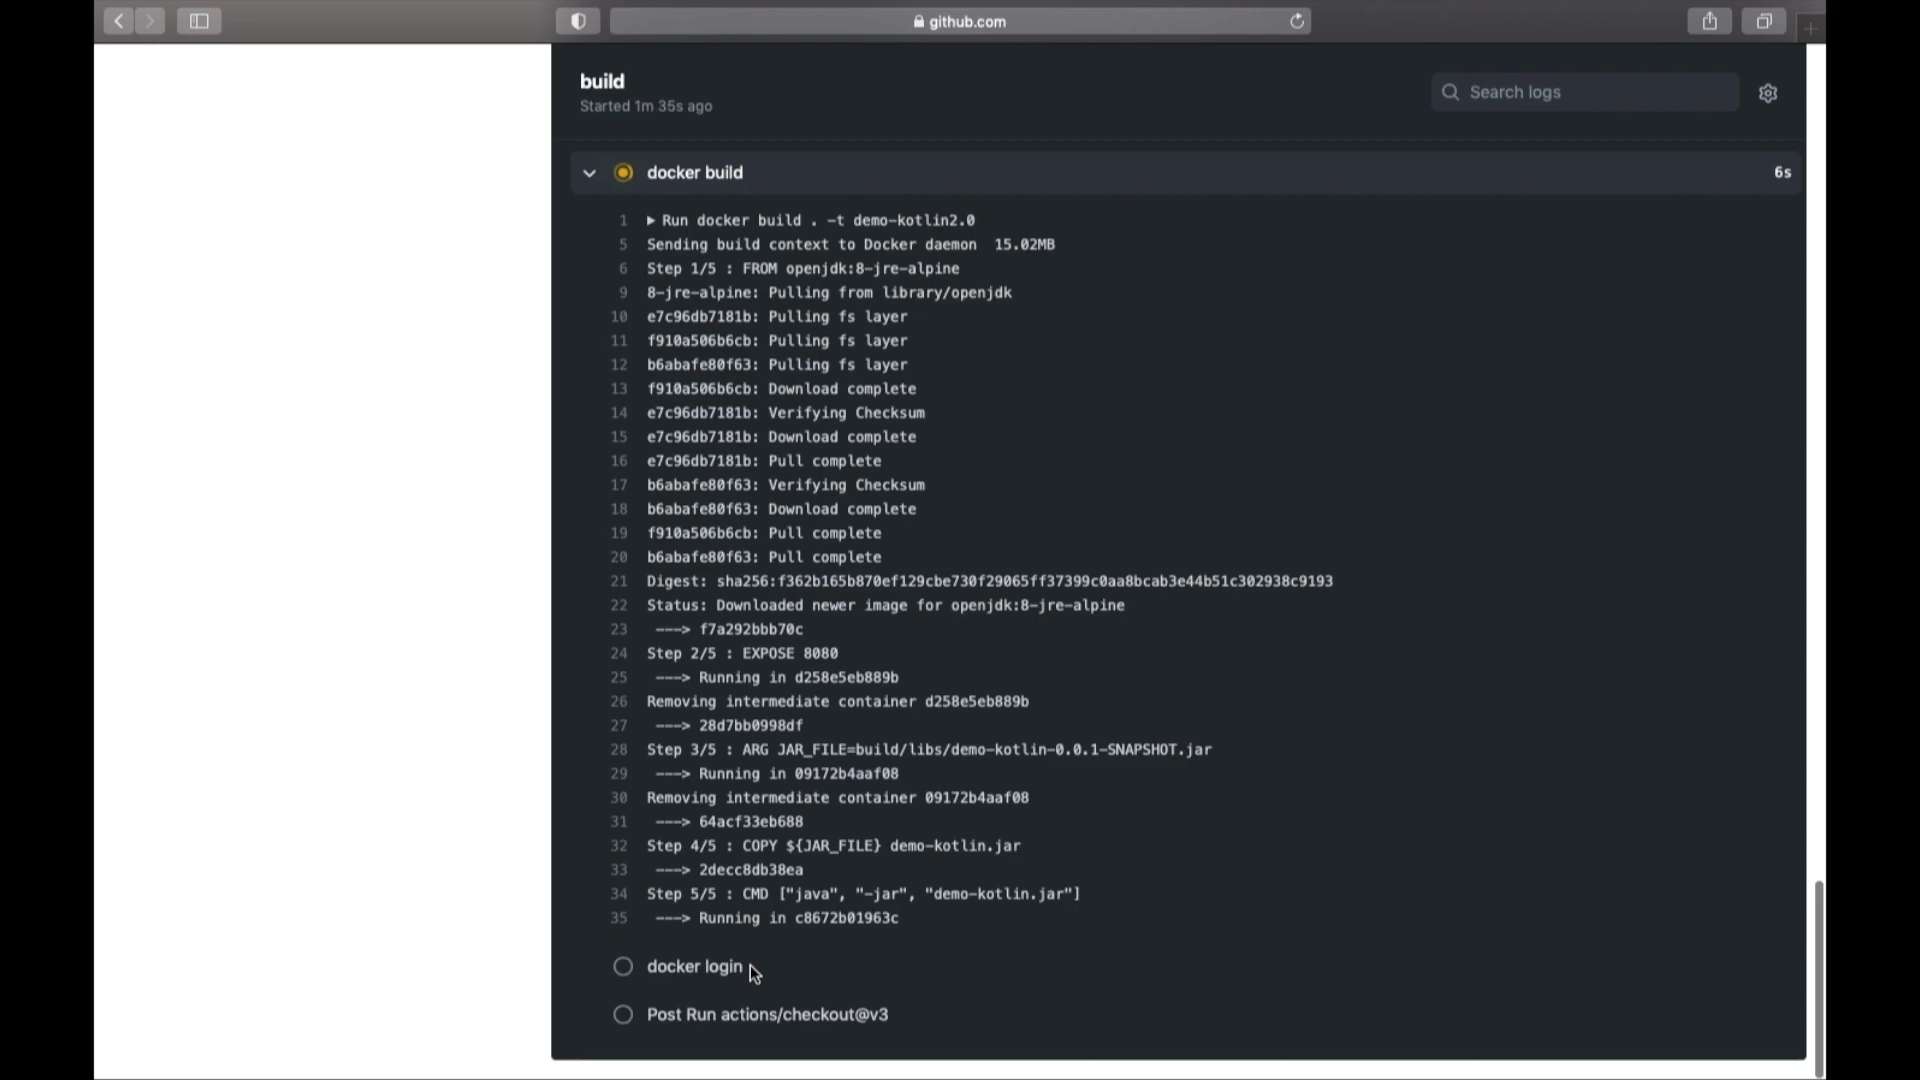 github.com
build
Started 1m 35s ago
Search logs
docker build
6s
1 ▶ Run docker build . -t demo-kotlin2.0
5 Sending build context to Docker daemon  15.02MB
6 Step 1/5 : FROM openjdk:8-jre-alpine
9 8-jre-alpine: Pulling from library/openjdk
10 e7c96db7181b: Pulling fs layer
11 f910a506b6cb: Pulling fs layer
12 b6abafe80f63: Pulling fs layer
13 f910a506b6cb: Download complete
14 e7c96db7181b: Verifying Checksum
15 e7c96db7181b: Download complete
16 e7c96db7181b: Pull complete
17 b6abafe80f63: Verifying Checksum
18 b6abafe80f63: Download complete
19 f910a506b6cb: Pull complete
20 b6abafe80f63: Pull complete
21 Digest: sha256:f362b165b870ef129cbe730f29065ff37399c0aa8bcab3e44b51c302938c9193
22 Status: Downloaded newer image for openjdk:8-jre-alpine
23 ---> f7a292bbb70c
24 Step 2/5 : EXPOSE 8080
25 ---> Running in d258e5eb889b
26 Removing intermediate container d258e5eb889b
27 ---> 28d7bb0998df
28 Step 3/5 : ARG JAR_FILE=build/libs/demo-kotlin-0.0.1-SNAPSHOT.jar
29 ---> Running in 09172b4aaf08
30 Removing intermediate container 09172b4aaf08
31 ---> 64acf33eb688
32 Step 4/5 : COPY ${JAR_FILE} demo-kotlin.jar
33 ---> 2decc8db38ea
34 Step 5/5 : CMD ["java", "-jar", "demo-kotlin.jar"]
35 ---> Running in c8672b01963c
docker login
Post Run actions/checkout@v3